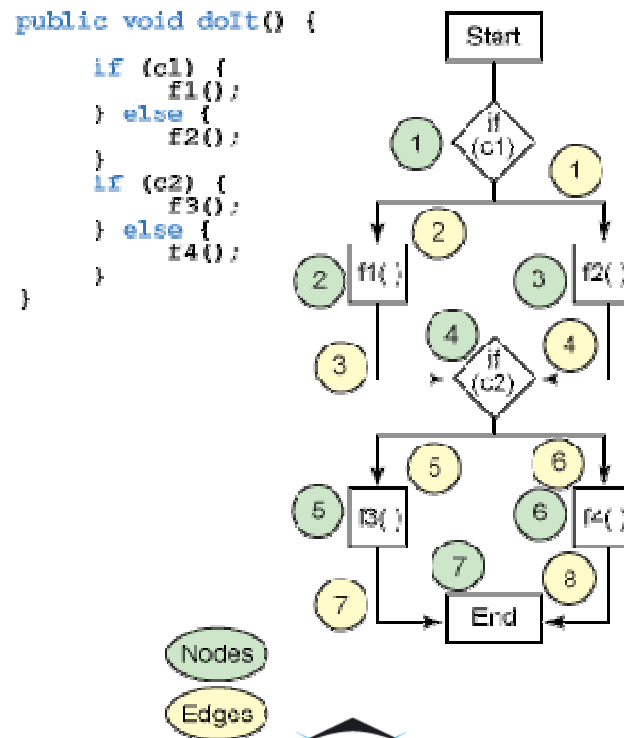 public void doIt() {
if (c1) {
f1();
} else {
f2();
}
if (c2) {
f3();
} else {
f4();
}
}
Start
if
(c1)
1
1
2
2
f1( )
3
f2( )
4
3
if
(c2)
4
5
6
5
f3( )
6
f4( )
7
7
8
End
Nodes
Edges